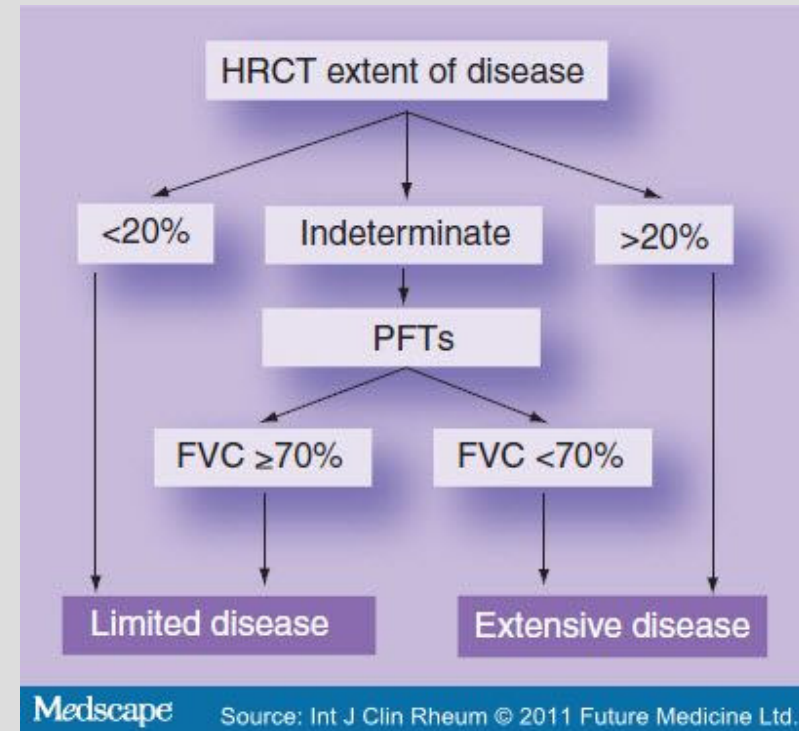 HRCT extent of disease
<20%
Indeterminate
>20%
PFTs
FVC ≥70%
FVC <70%
Limited disease
Extensive disease
Medscape
Source: Int J Clin Rheum © 2011 Future Medicine Ltd.